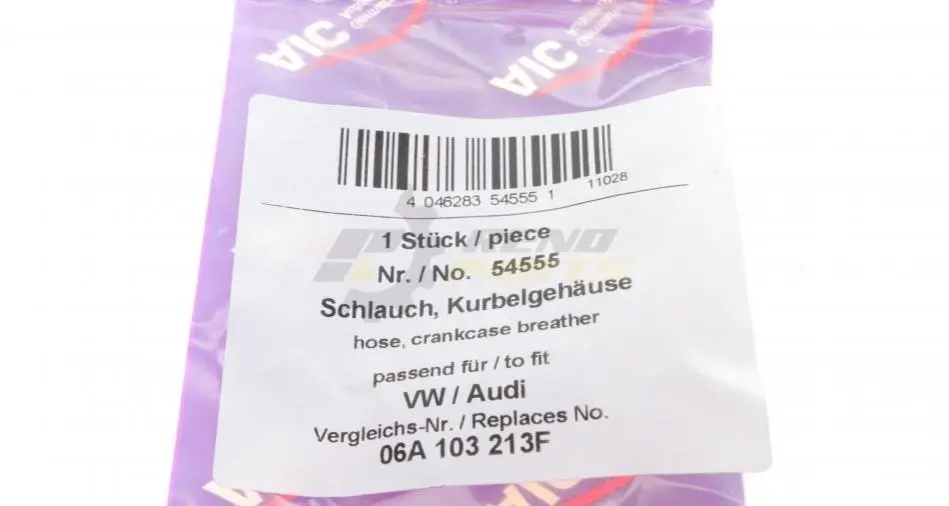 AIC
AIC
11028
4 046283 54555 1
1 Stück / piece
Nr. / No. 54555
Schlauch, Kurbelgehäuse
hose, crankcase breather
passend für / to fit
VW / Audi
Vergleichs-Nr. / Replaces No.
06A 103 213F